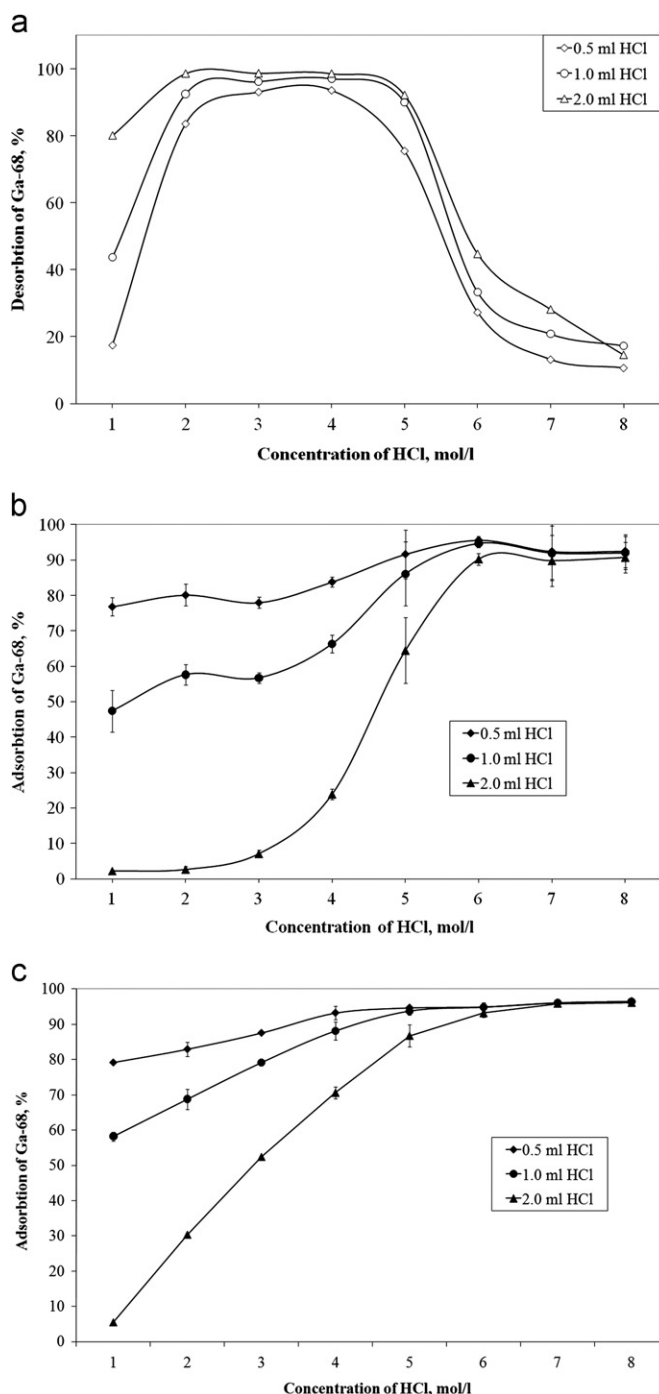 a
Desorbtion of Ga-68, %
100
80
60
40
20
0
1 2 3 4 5 6 7 8
Concentration of HCl, mol/l
0.5 ml HCl
1.0 ml HCl
2.0 ml HCl
b
Adsorbtion of Ga-68, %
100
90
80
70
60
50
40
30
20
10
0
1 2 3 4 5 6 7 8
Concentration of HCl, mol/l
0.5 ml HCl
1.0 ml HCl
2.0 ml HCl
c
Adsorbtion of Ga-68, %
100
90
80
70
60
50
40
30
20
10
0
1 2 3 4 5 6 7 8
Concentration of HCl, mol/l
0.5 ml HCl
1.0 ml HCl
2.0 ml HCl